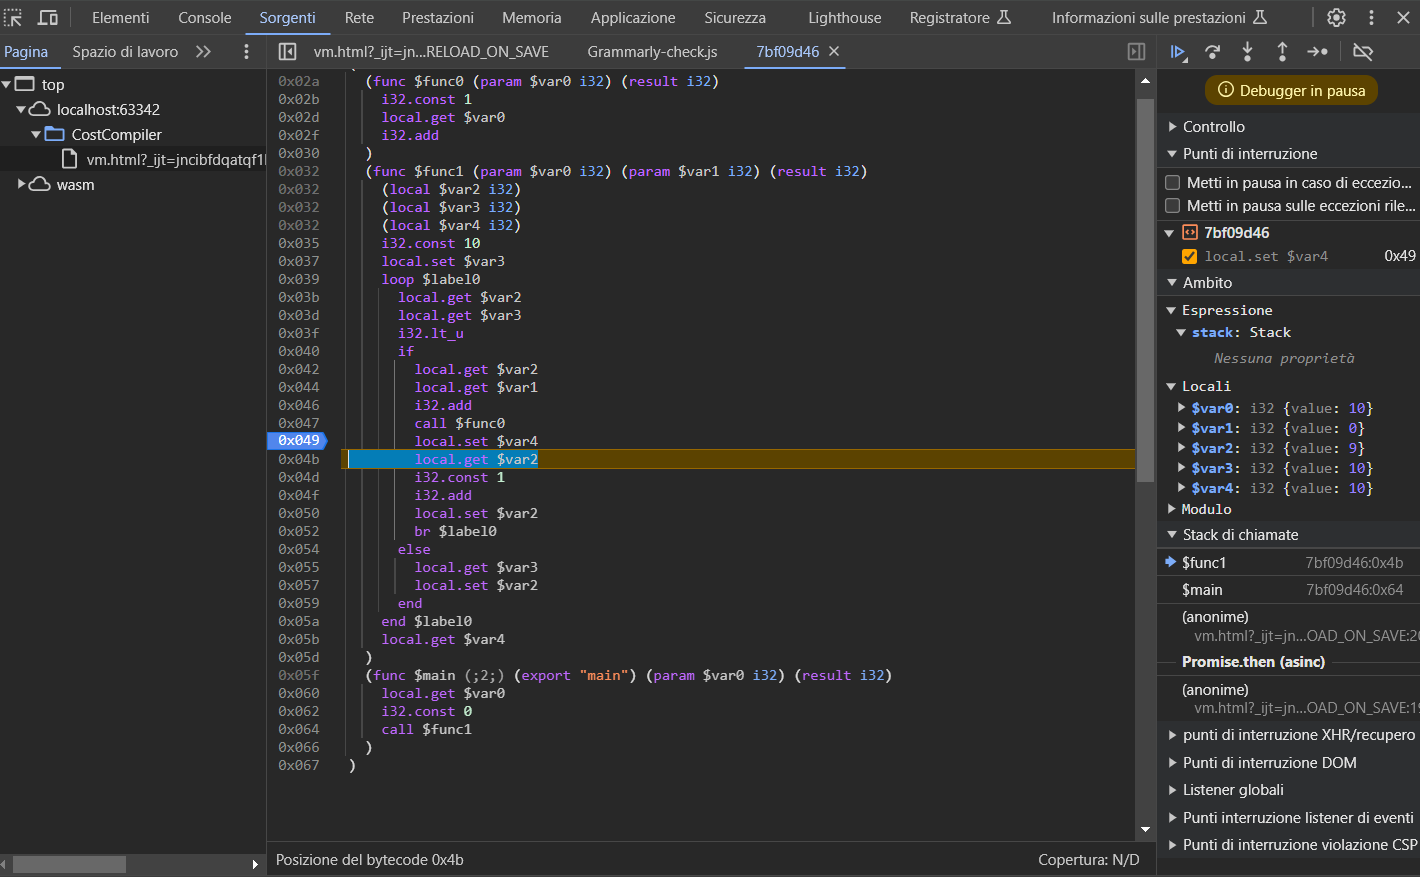 Elementi Console Sorgenti Rete Prestazioni Memoria Applicazione Sicurezza Lighthouse Registratore Informazioni sulle prestazioni
Pagina Spazio di lavoro
vm.html?_ijt=jn...RELOAD_ON_SAVE Grammarly-check.js 7bf09d46
top
localhost:63342
CostCompiler
vm.html?_ijt=jncibfdqatqf1
wasm
0x02a (func $func0 (param $var0 i32) (result i32)
0x02b i32.const 1
0x02d local.get $var0
0x02f i32.add
0x030 )
0x032 (func $func1 (param $var0 i32) (param $var1 i32) (result i32)
0x032 (local $var2 i32)
0x032 (local $var3 i32)
0x032 (local $var4 i32)
0x035 i32.const 10
0x037 local.set $var3
0x039 loop $label0
0x03b local.get $var2
0x03d local.get $var3
0x03f i32.lt_u
0x040 if
0x042 local.get $var2
0x044 local.get $var1
0x046 i32.add
0x047 call $func0
0x049 local.set $var4
0x04b local.get $var2
0x04d i32.const 1
0x04f i32.add
0x050 local.set $var2
0x052 br $label0
0x054 else
0x055 local.get $var3
0x057 local.set $var2
0x059 end
0x05a end $label0
0x05b local.get $var4
0x05d )
0x05f (func $main (;2;) (export "main") (param $var0 i32) (result i32)
0x060 local.get $var0
0x062 i32.const 0
0x064 call $func1
0x066 )
0x067 )
Posizione del bytecode 0x4b Copertura: N/D
Debugger in pausa
Controllo
Punti di interruzione
Metti in pausa in caso di eccezio...
Metti in pausa sulle eccezioni rile...
7bf09d46
local.set $var4 0x49
Ambito
Espressione
stack: Stack
Nessuna proprietà
Locali
$var0: i32 {value: 10}
$var1: i32 {value: 0}
$var2: i32 {value: 9}
$var3: i32 {value: 10}
$var4: i32 {value: 10}
Modulo
Stack di chiamate
$func1 7bf09d46:0x4b
$main 7bf09d46:0x64
(anonime)
vm.html?_ijt=jn...OAD_ON_SAVE:20
Promise.then (asinc)
(anonime)
vm.html?_ijt=jn...OAD_ON_SAVE:19
punti di interruzione XHR/recupero
Punti di interruzione DOM
Listener globali
Punti interruzione listener di eventi
Punti di interruzione violazione CSP